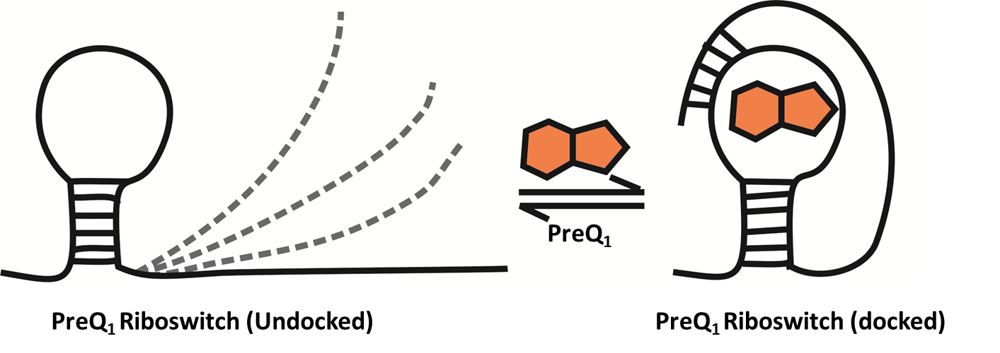 PreQ₁
PreQ₁ Riboswitch (Undocked)
PreQ₁ Riboswitch (docked)